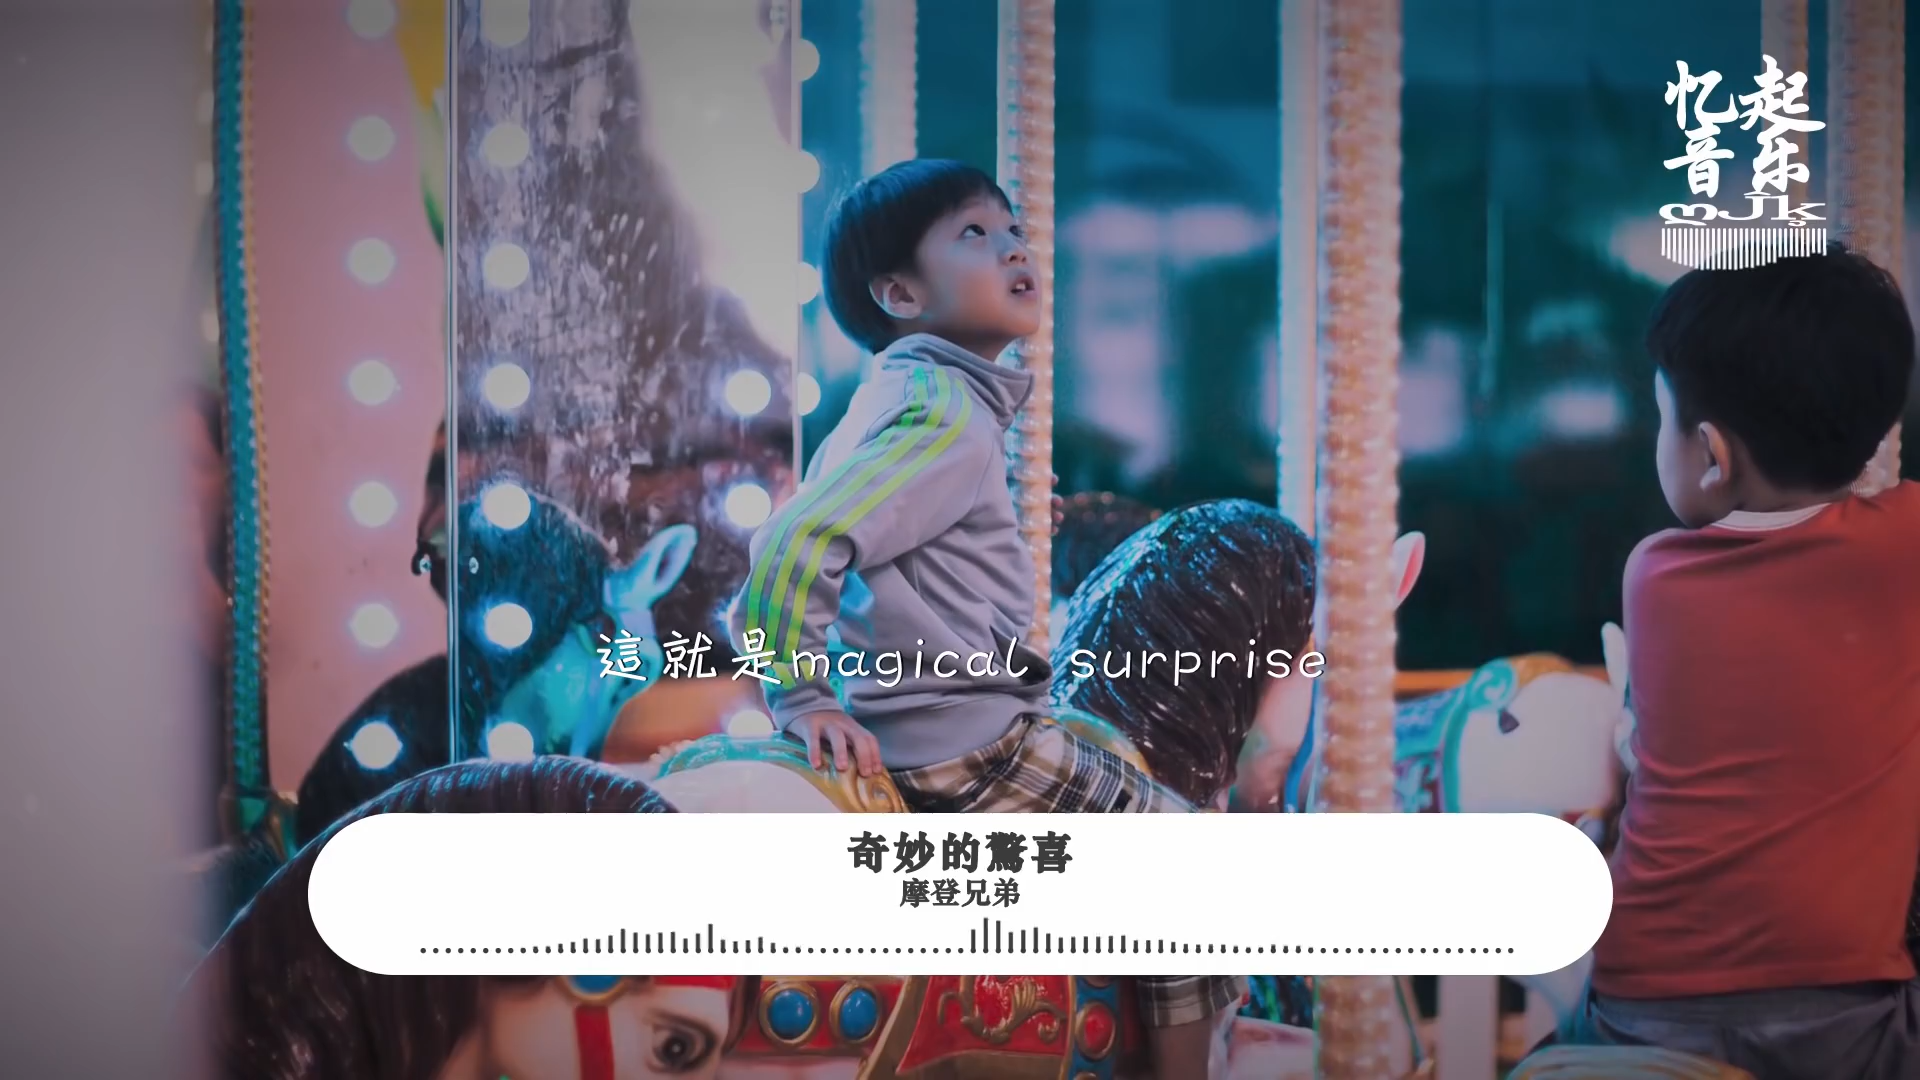 忆起
音乐
這就是magical surprise
奇妙的驚喜
摩登兄弟